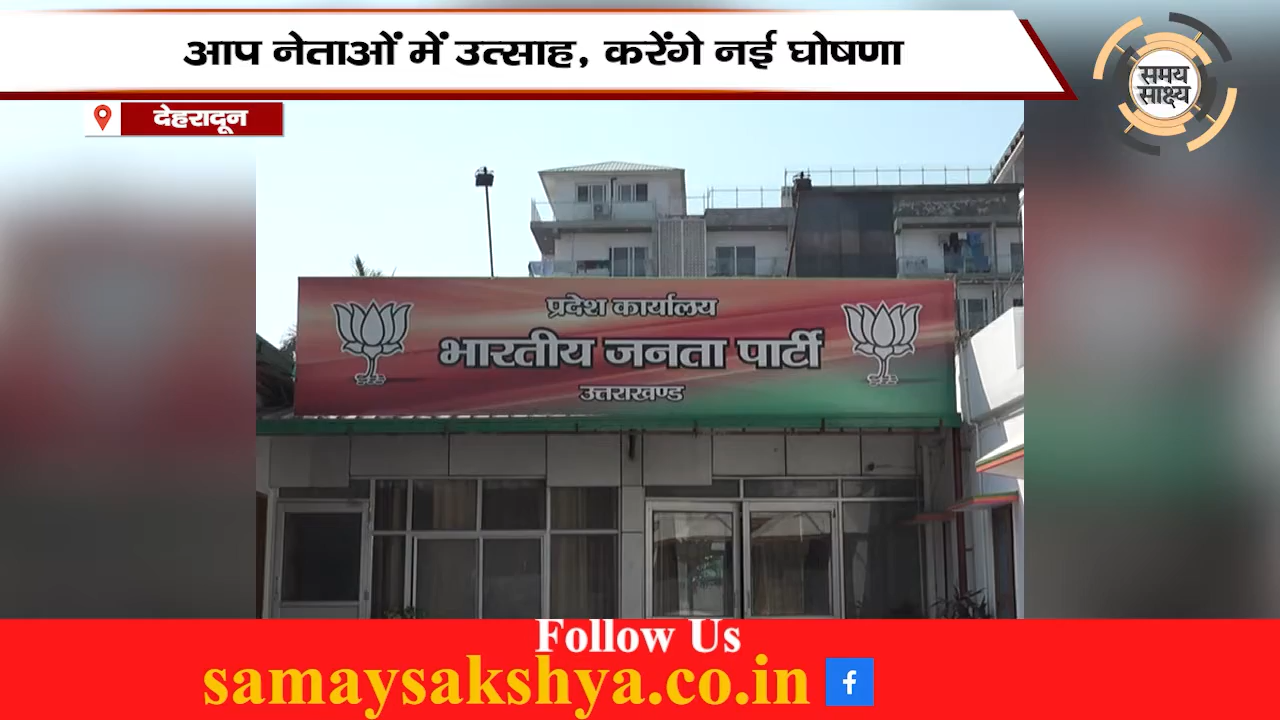 आप नेताओं में उत्साह, करेंगे नई घोषणा
समय
साक्ष्य
देहरादून
प्रदेश कार्यालय
भारतीय जनता पार्टी
उत्तराखण्ड
Follow Us
samaysakshya.co.in